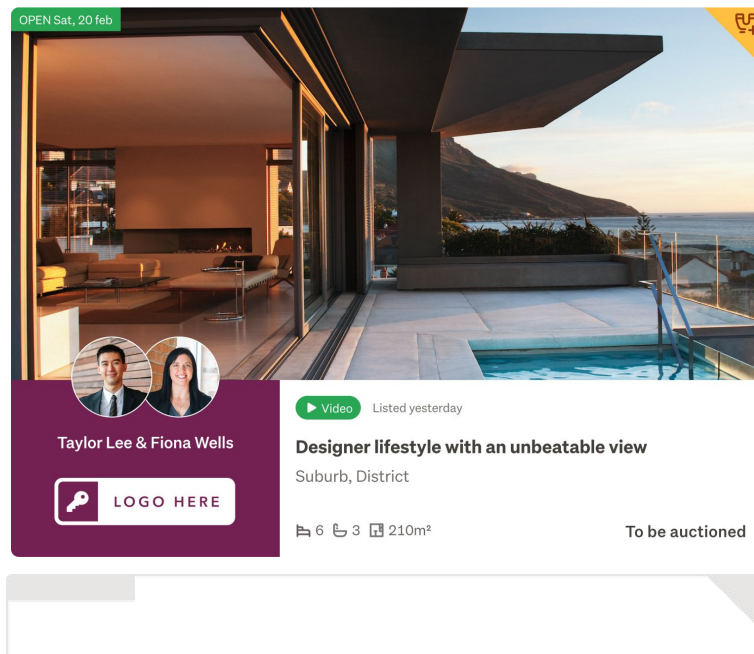 OPEN Sat, 20 feb
Video
Listed yesterday
Taylor Lee & Fiona Wells
Designer lifestyle with an unbeatable view
Suburb, District
LOGO HERE
6 3 210m²
To be auctioned